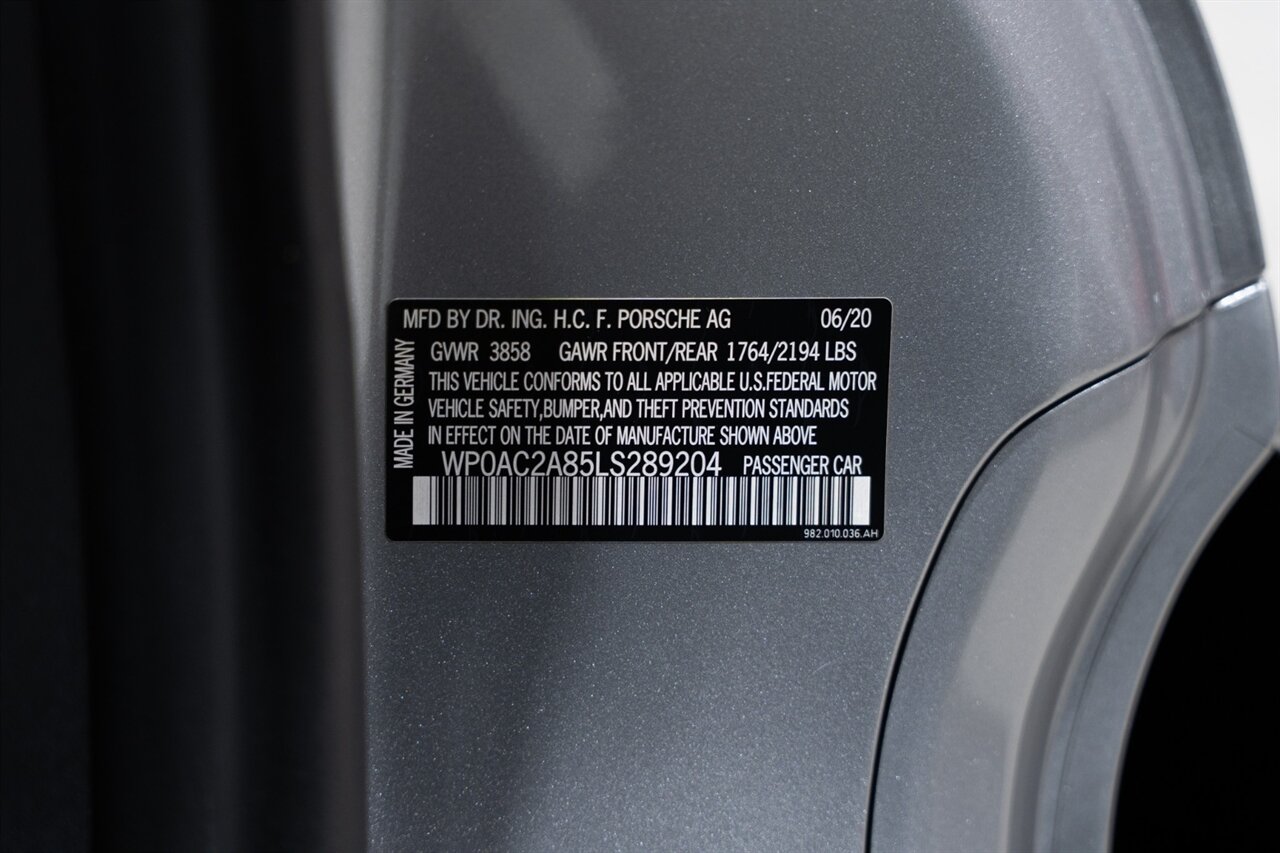 MFD BY DR. ING. H.C. F. PORSCHE AG 06/20
GVWR 3858 GAWR FRONT/REAR 1764/2194 LBS
THIS VEHICLE CONFORMS TO ALL APPLICABLE U.S.FEDERAL MOTOR
VEHICLE SAFETY,BUMPER,AND THEFT PREVENTION STANDARDS
IN EFFECT ON THE DATE OF MANUFACTURE SHOWN ABOVE
WP0AC2A85LS289204 PASSENGER CAR
982.010.036.AH
MADE IN GERMANY